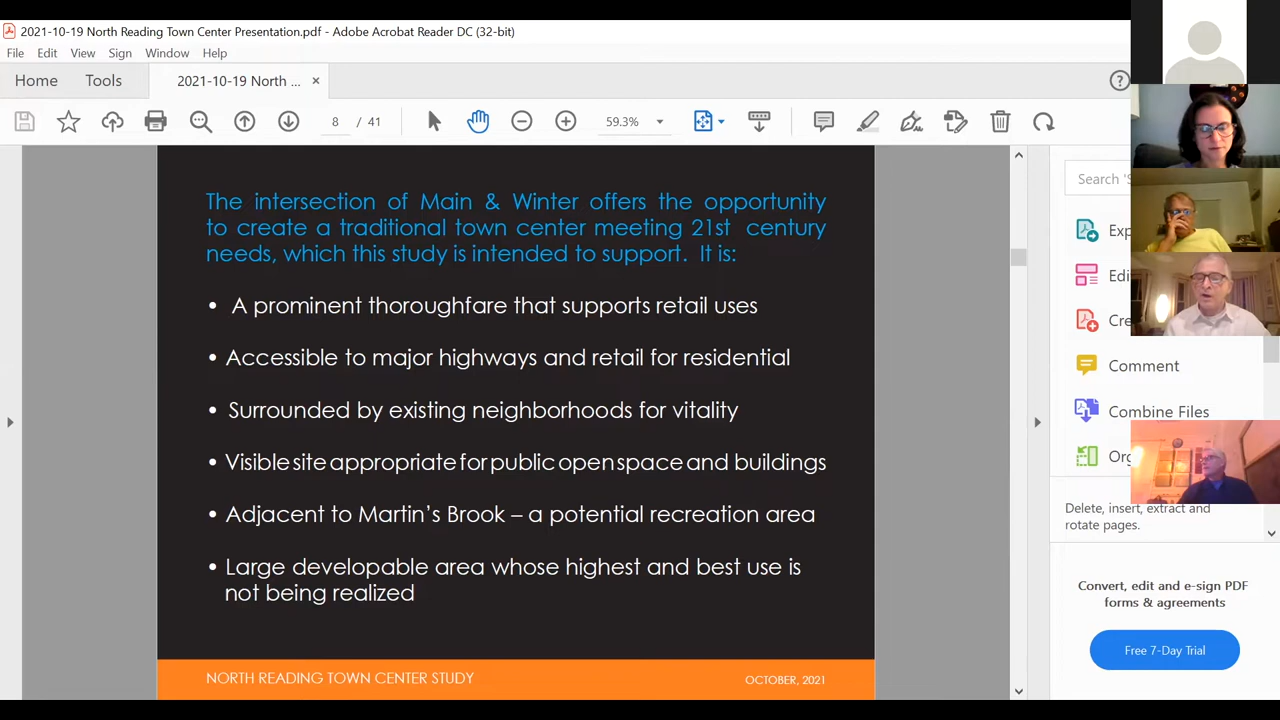 2021-10-19 North Reading Town Center Presentation.pdf - Adobe Acrobat Reader DC (32-bit)
File Edit View Sign Window Help
Home Tools 2021-10-19 North ... ×
8 / 41 59.3%
Search 'S
The intersection of Main & Winter offers the opportunity
to create a traditional town center meeting 21st century
needs, which this study is intended to support. It is:
• A prominent thoroughfare that supports retail uses
• Accessible to major highways and retail for residential
• Surrounded by existing neighborhoods for vitality
• Visible site appropriate for public open space and buildings
• Adjacent to Martin's Brook – a potential recreation area
• Large developable area whose highest and best use is
not being realized
NORTH READING TOWN CENTER STUDY OCTOBER, 2021
Exp
Edi
Cre
Comment
Combine Files
Org
Delete, insert, extract and
rotate pages.
Convert, edit and e-sign PDF
forms & agreements
Free 7-Day Trial